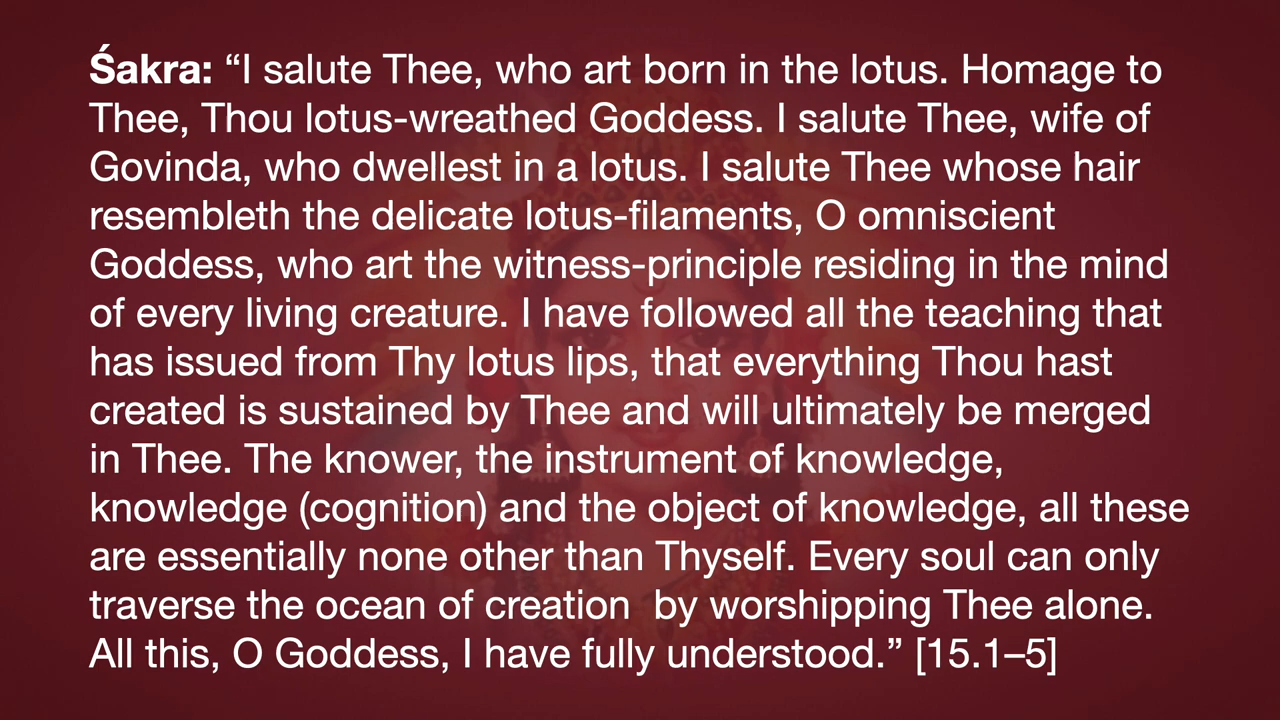 Śakra: “I salute Thee, who art born in the lotus. Homage to
Thee, Thou lotus-wreathed Goddess. I salute Thee, wife of
Govinda, who dwellest in a lotus. I salute Thee whose hair
resembleth the delicate lotus-filaments, O omniscient
Goddess, who art the witness-principle residing in the mind
of every living creature. I have followed all the teaching that
has issued from Thy lotus lips, that everything Thou hast
created is sustained by Thee and will ultimately be merged
in Thee. The knower, the instrument of knowledge,
knowledge (cognition) and the object of knowledge, all these
are essentially none other than Thyself. Every soul can only
traverse the ocean of creation  by worshipping Thee alone.
All this, O Goddess, I have fully understood.” [15.1–5]